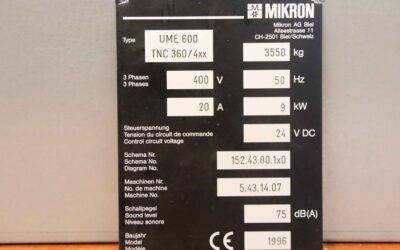 MIKRON
Mikron AG Biel
Alleestrasse 11
CH-2501 Biel/Schweiz
Type UME 600
TNC 360/4xx 3550 kg
3 Phasen
3 Phases 400 V 50 Hz
20 A 9 kW
Steuerspannung
Tension du circuit de commande
Control circuit voltage 24 V DC
Schema Nr.
Schema No.
Diagram No. 152.43.80.1x0
Maschinen Nr.
No. de machine
Machine No. 5.43.14.07
Schallpegel
Sound level
Niveau sonore 75 dB(A)
Baujahr
Model
Modèle CE 1996